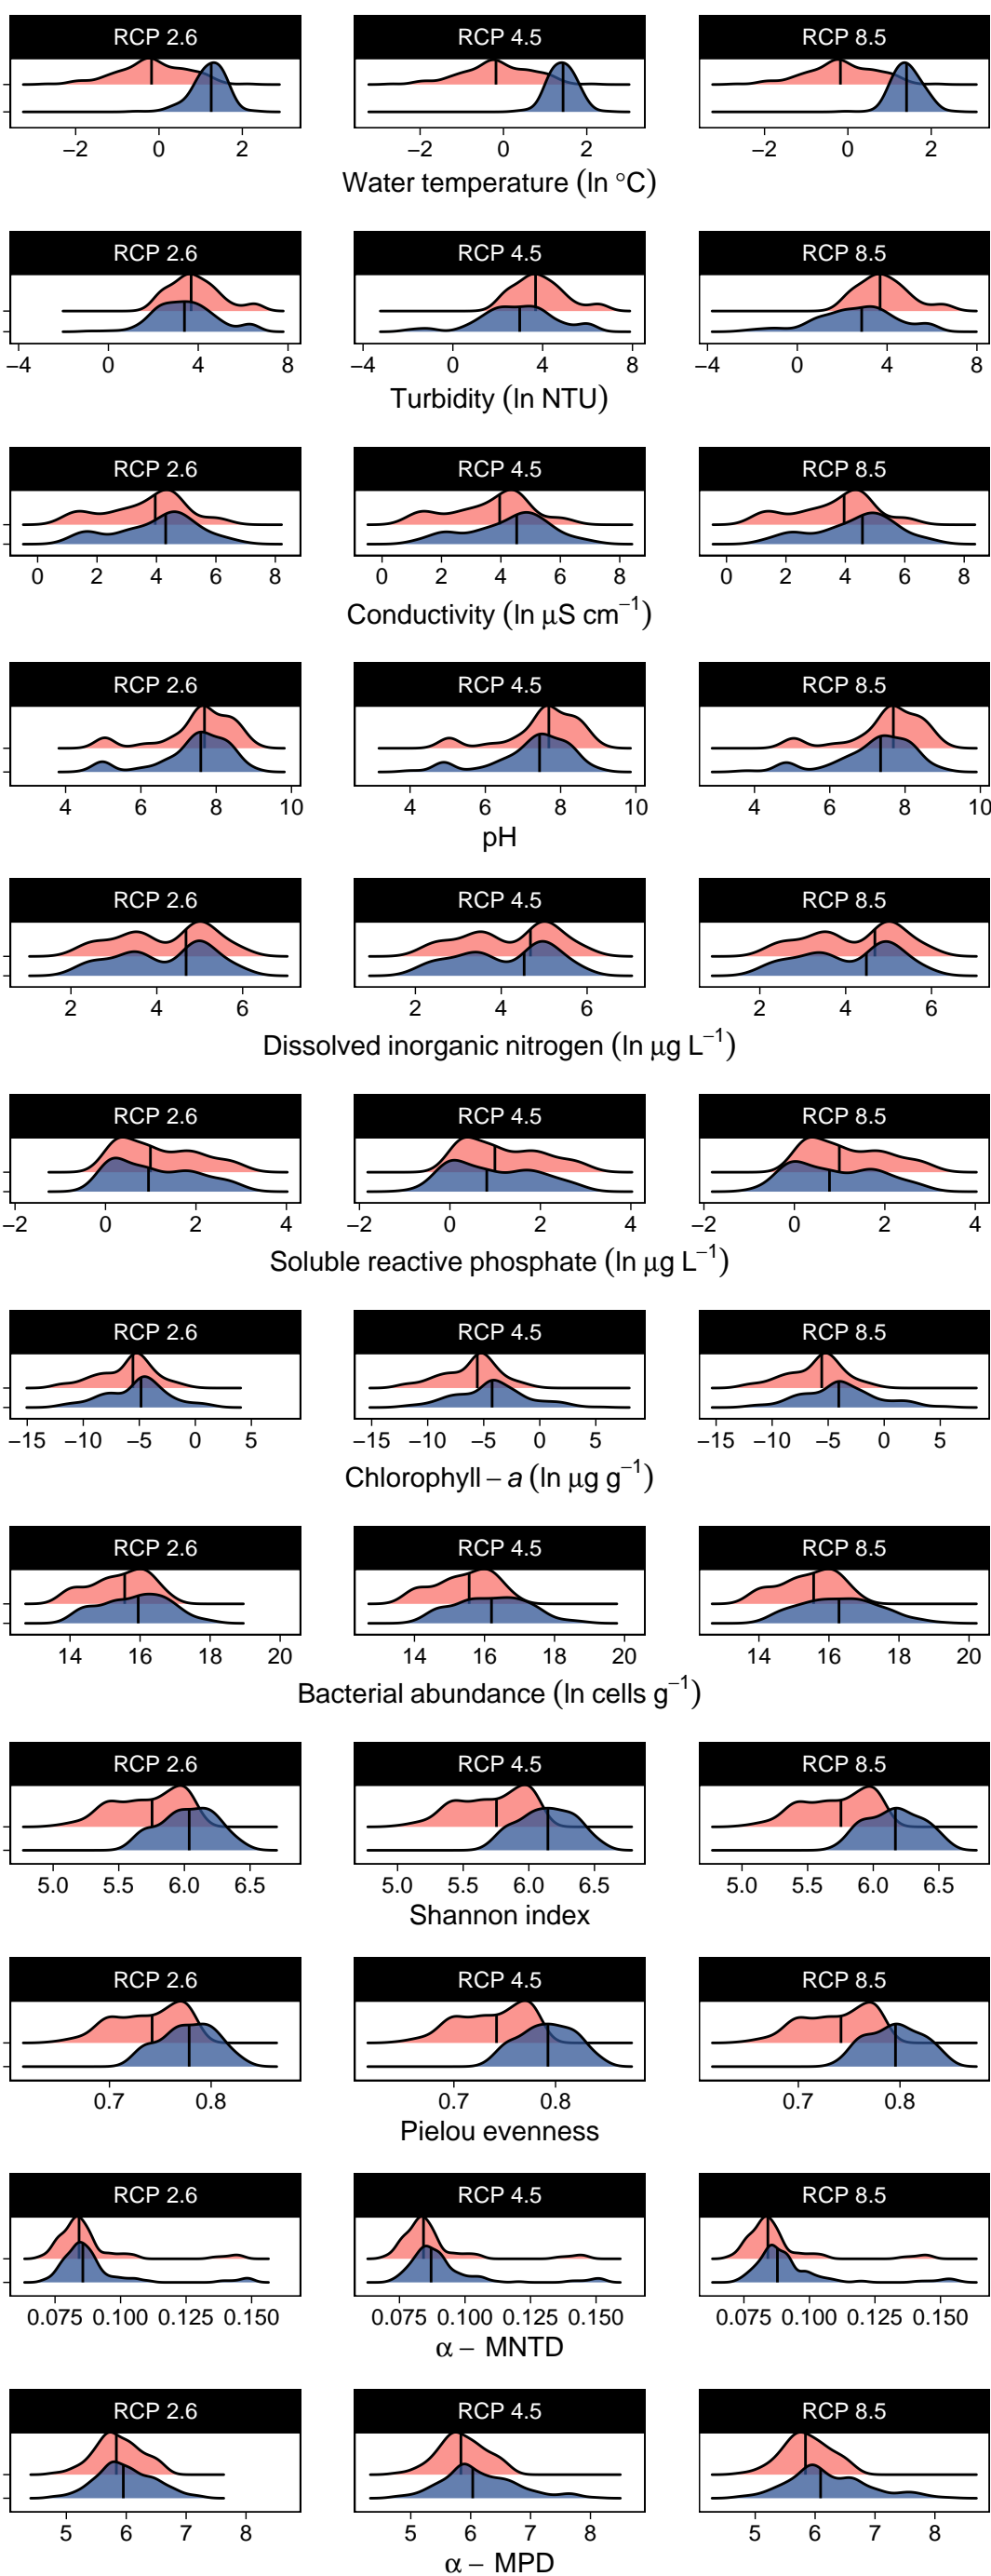 RCP 2.6 RCP 4.5 RCP 8.5
−2 0 2 −2 0 2 −2 0 2
Water temperature (ln °C)
RCP 2.6 RCP 4.5 RCP 8.5
−4 0 4 8 −4 0 4 8 −4 0 4 8
Turbidity (ln NTU)
RCP 2.6 RCP 4.5 RCP 8.5
0 2 4 6 8 0 2 4 6 8 0 2 4 6 8
Conductivity (ln μS cm⁻¹)
RCP 2.6 RCP 4.5 RCP 8.5
4 6 8 10 4 6 8 10 4 6 8 10
pH
RCP 2.6 RCP 4.5 RCP 8.5
2 4 6 2 4 6 2 4 6
Dissolved inorganic nitrogen (ln μg L⁻¹)
RCP 2.6 RCP 4.5 RCP 8.5
−2 0 2 4 −2 0 2 4 −2 0 2 4
Soluble reactive phosphate (ln μg L⁻¹)
RCP 2.6 RCP 4.5 RCP 8.5
−15 −10 −5 0 5 −15 −10 −5 0 5 −15 −10 −5 0 5
Chlorophyll − a (ln μg g⁻¹)
RCP 2.6 RCP 4.5 RCP 8.5
14 16 18 20 14 16 18 20 14 16 18 20
Bacterial abundance (ln cells g⁻¹)
RCP 2.6 RCP 4.5 RCP 8.5
5.0 5.5 6.0 6.5 5.0 5.5 6.0 6.5 5.0 5.5 6.0 6.5
Shannon index
RCP 2.6 RCP 4.5 RCP 8.5
0.7 0.8 0.7 0.8 0.7 0.8
Pielou evenness
RCP 2.6 RCP 4.5 RCP 8.5
0.075 0.100 0.125 0.150 0.075 0.100 0.125 0.150 0.075 0.100 0.125 0.150
α − MNTD
RCP 2.6 RCP 4.5 RCP 8.5
5 6 7 8 5 6 7 8 5 6 7 8
α − MPD